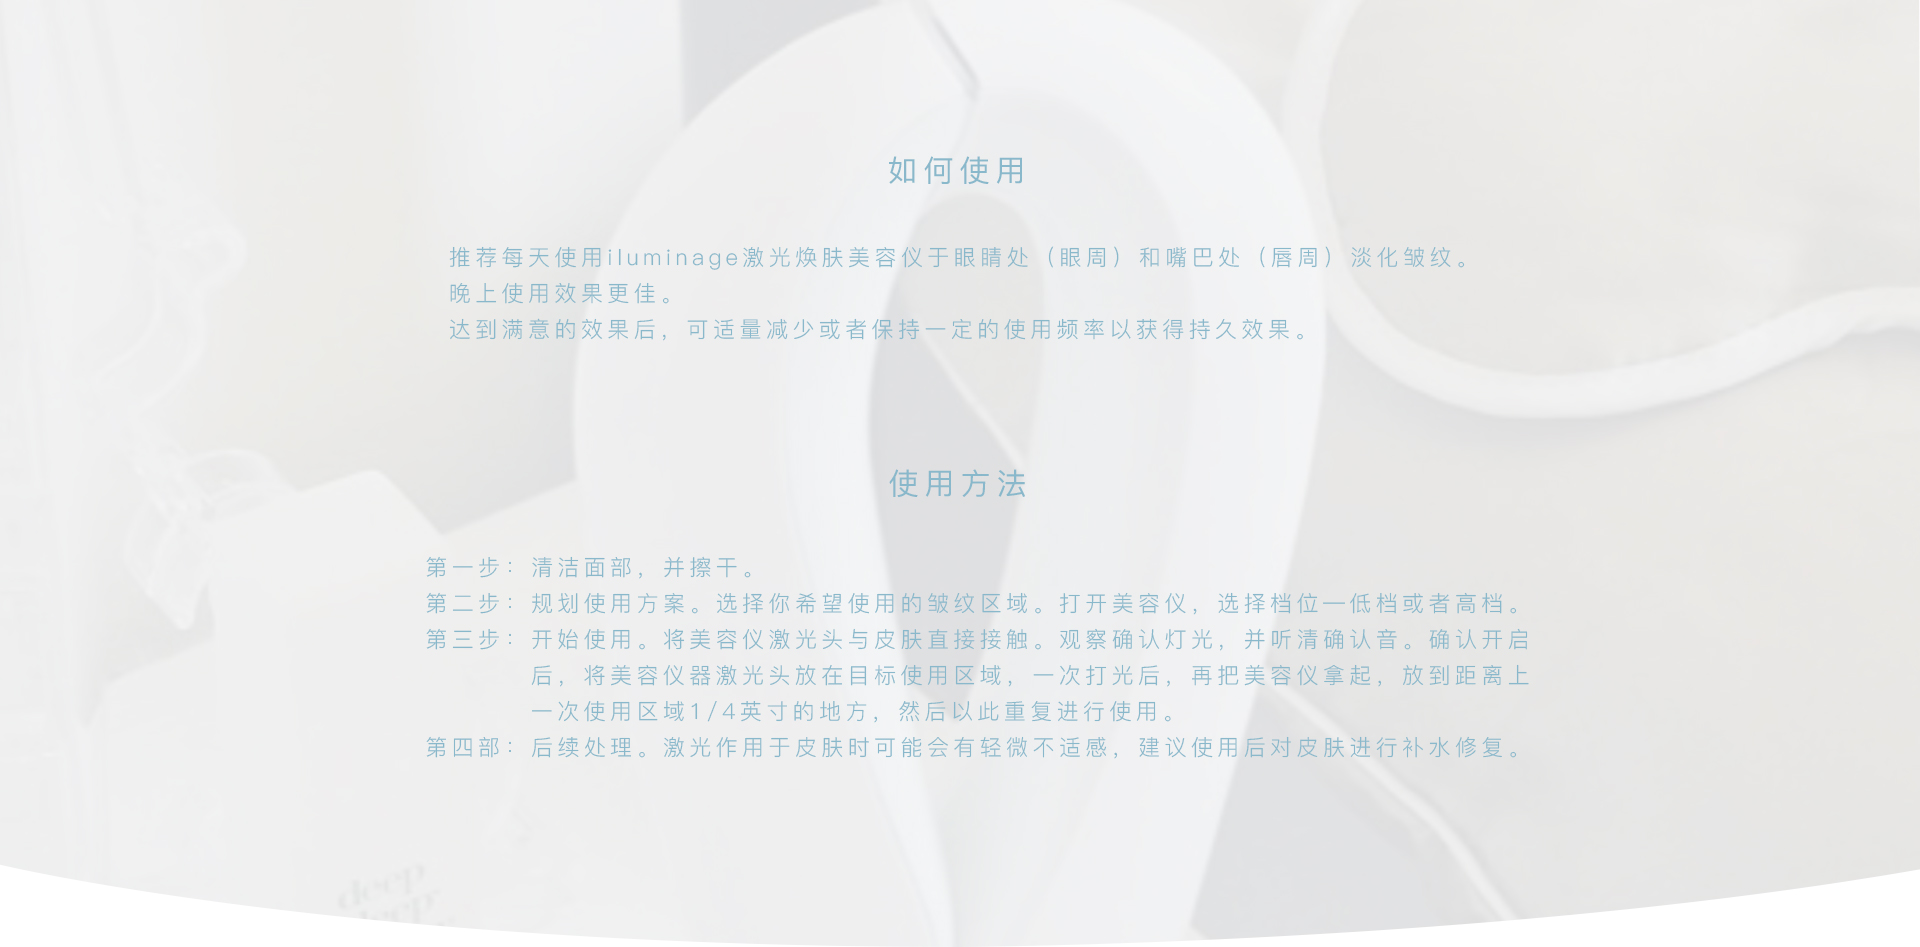 如何使用
推荐每天使用iluminage激光焕肤美容仪于眼睛处（眼周）和嘴巴处（唇周）淡化皱纹。
晚上使用效果更佳。
达到满意的效果后，可适量减少或者保持一定的使用频率以获得持久效果。
使用方法
第一步：清洁面部，并擦干。
第二步：规划使用方案。选择你希望使用的皱纹区域。打开美容仪，选择档位—低档或者高档。
第三步：开始使用。将美容仪激光头与皮肤直接接触。观察确认灯光，并听清确认音。确认开启
后，将美容仪器激光头放在目标使用区域，一次打光后，再把美容仪拿起，放到距离上
一次使用区域1/4英寸的地方，然后以此重复进行使用。
第四部：后续处理。激光作用于皮肤时可能会有轻微不适感，建议使用后对皮肤进行补水修复。
deep
deep